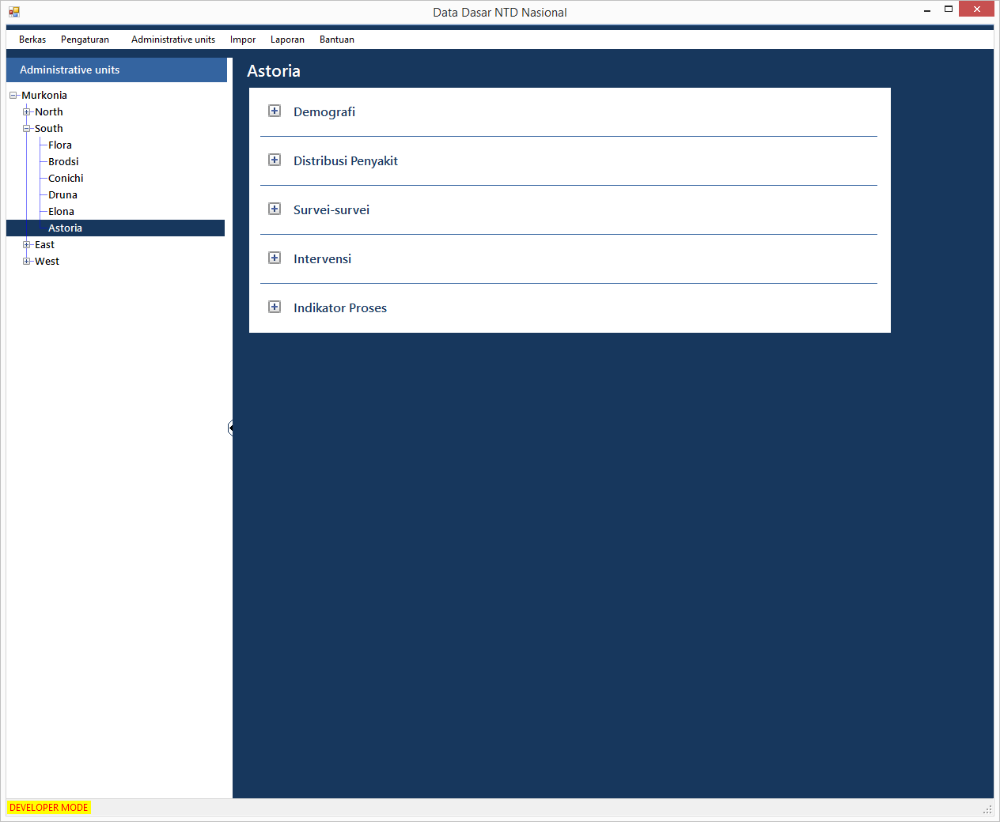 Data Dasar NTD Nasional
Berkas Pengaturan Administrative units Impor Laporan Bantuan
Administrative units
Murkonia
North
South
Flora
Brodsi
Conichi
Druna
Elona
Astoria
East
West
Astoria
Demografi
Distribusi Penyakit
Survei-survei
Intervensi
Indikator Proses
DEVELOPER MODE